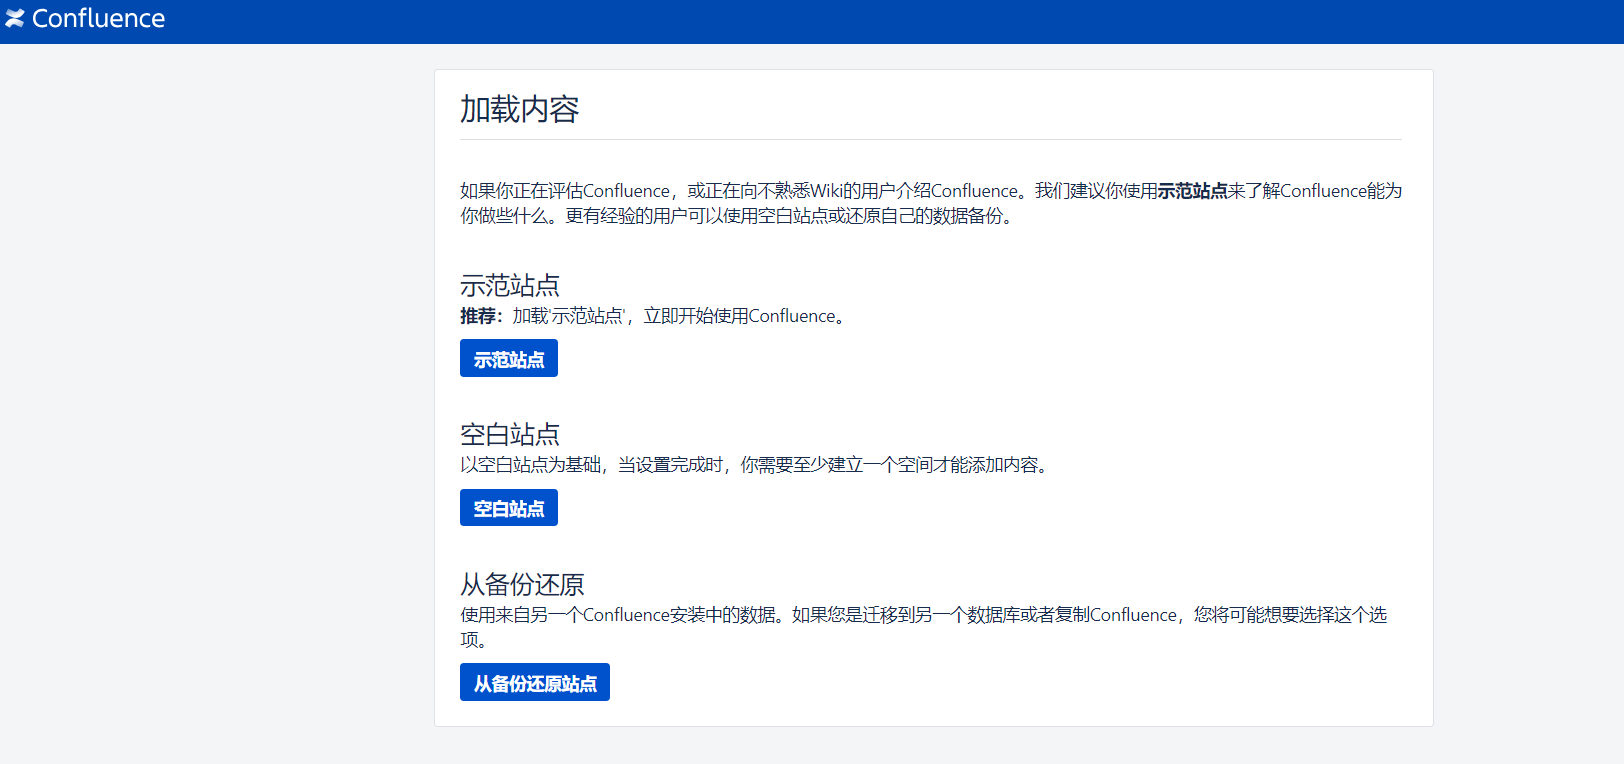 Confluence
加载内容
如果你正在评估Confluence，或正在向不熟悉Wiki的用户介绍Confluence。我们建议你使用示范站点来了解Confluence能为
你做些什么。更有经验的用户可以使用空白站点或还原自己的数据备份。
示范站点
推荐：加载'示范站点'，立即开始使用Confluence。
示范站点
空白站点
以空白站点为基础，当设置完成时，你需要至少建立一个空间才能添加内容。
空白站点
从备份还原
使用来自另一个Confluence安装中的数据。如果您是迁移到另一个数据库或者复制Confluence，您将可能想要选择这个选
项。
从备份还原站点